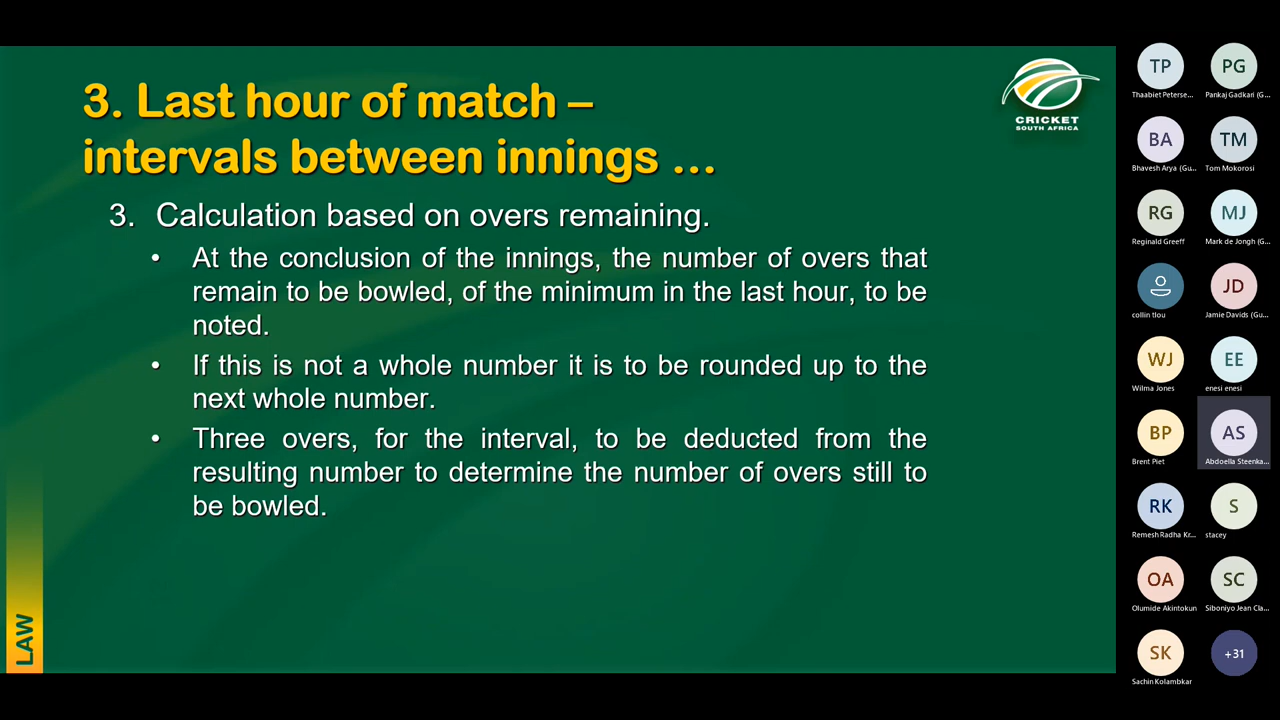 3. Last hour of match –
intervals between innings …
CRICKET
SOUTH AFRICA
3. Calculation based on overs remaining.
• At the conclusion of the innings, the number of overs that
remain to be bowled, of the minimum in the last hour, to be
noted.
• If this is not a whole number it is to be rounded up to the
next whole number.
• Three overs, for the interval, to be deducted from the
resulting number to determine the number of overs still to
be bowled.
LAW
TP
Thaabiet Peterse...
PG
Pankaj Gadkari (G...
BA
Bhavesh Arya (Gu...
TM
Tom Mokorosi
RG
Reginald Greeff
MJ
Mark de Jongh (G...
collin tlou
JD
Jamie Davids (Gu...
WJ
Wilma Jones
EE
enesi enesi
BP
Brent Piet
AS
Abdoella Steenka...
RK
Remesh Radha Kr...
S
stacey
OA
Olumide Akintokun
SC
Siboniyo Jean Cla...
SK
Sachin Kolambkar
+31